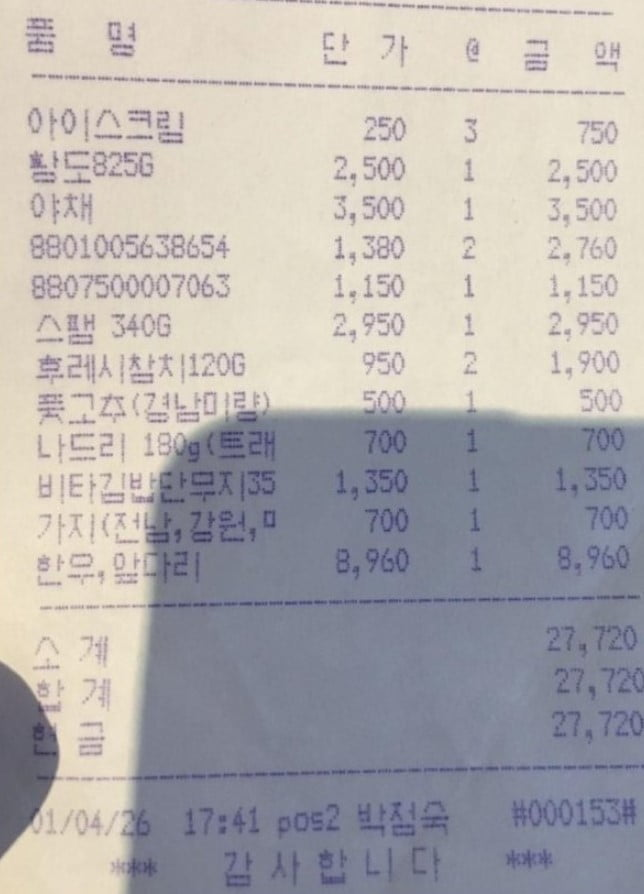 품 명 단 가 @ 금 액
아이스크림 250 3 750
황도825G 2,500 1 2,500
야채 3,500 1 3,500
8801005638654 1,380 2 2,760
8807500007063 1,150 1 1,150
스팸 340G 2,950 1 2,950
후레시참치120G 950 2 1,900
풋고추(경남미량) 500 1 500
나드리 180g(트래 700 1 700
비타김밥단무지35 1,350 1 1,350
가지(전남,강원,ㅁ 700 1 700
한우,앞다리 8,960 1 8,960
소 계 27,720
합 계 27,720
현 금 27,720
01/04/26 17:41 pos2 박점숙 #000153#
*** 감 사 합 니 다 ***